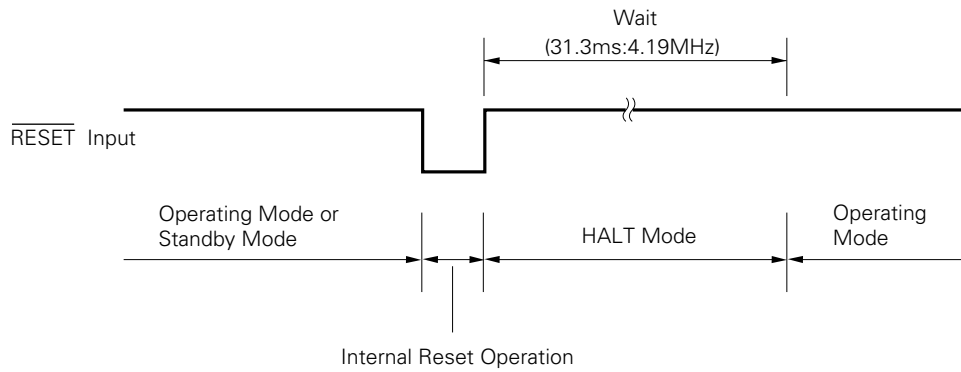 Wait
(31.3ms:4.19MHz)
RESET Input
Operating Mode or
Standby Mode
HALT Mode
Operating
Mode
Internal Reset Operation